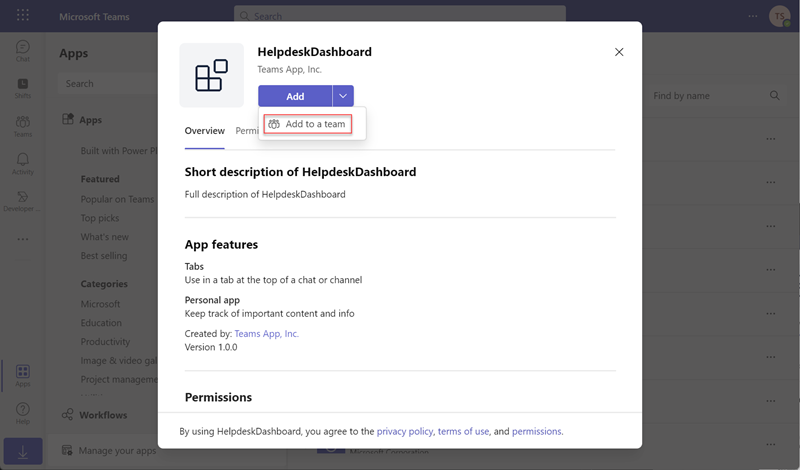 Microsoft Teams
Search
TS
Chat
Shifts
Teams
Activity
Developer ...
Apps
Help
Apps
Search
Apps
Built with Power Pl
Featured
Popular on Teams
Top picks
What's new
Best selling
Categories
Microsoft
Education
Productivity
Image & video gal
Project manageme
Workflows
Manage your apps
Find by name
HelpdeskDashboard
Teams App, Inc.
Add
Add to a team
Overview
Permi
Short description of HelpdeskDashboard
Full description of HelpdeskDashboard
App features
Tabs
Use in a tab at the top of a chat or channel
Personal app
Keep track of important content and info
Created by: Teams App, Inc.
Version 1.0.0
Permissions
By using HelpdeskDashboard, you agree to the privacy policy, terms of use, and permissions.
Microsoft Corporation